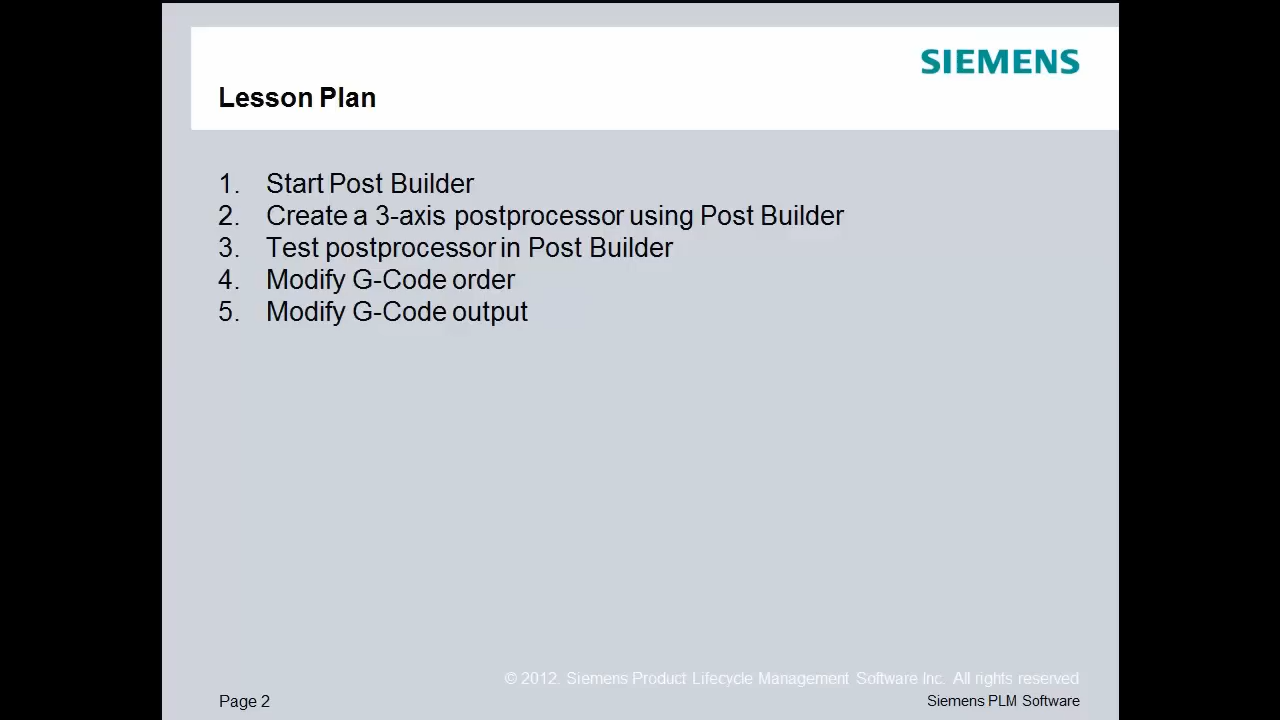 SIEMENS
Lesson Plan
1. Start Post Builder
2. Create a 3-axis postprocessor using Post Builder
3. Test postprocessor in Post Builder
4. Modify G-Code order
5. Modify G-Code output
© 2012. Siemens Product Lifecycle Management Software Inc. All rights reserved
Page 2
Siemens PLM Software